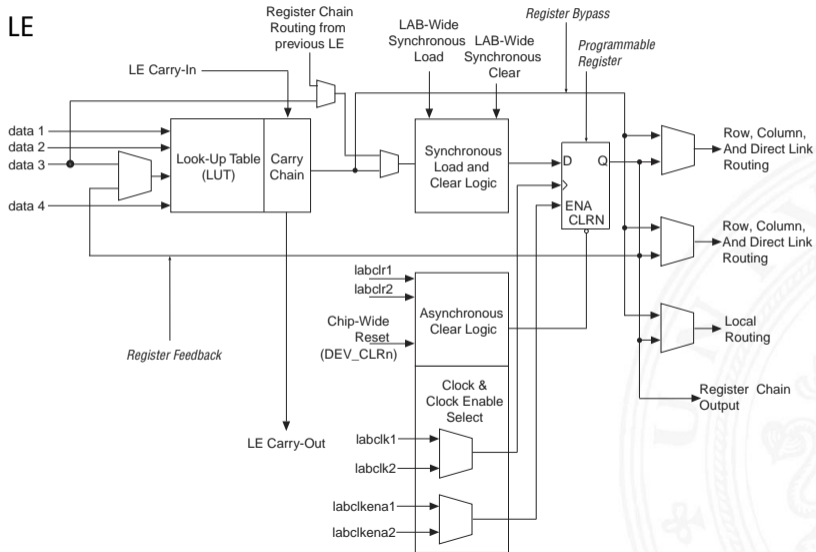 LE
Register Chain
Routing from
previous LE
LAB-Wide
Synchronous
Load
LAB-Wide
Synchronous
Clear
Register Bypass
Programmable
Register
LE Carry-In
data 1
data 2
data 3
data 4
Look-Up Table
(LUT)
Carry
Chain
Synchronous
Load and
Clear Logic
D
Q
ENA
CLRN
Row, Column,
And Direct Link
Routing
Row, Column,
And Direct Link
Routing
Local
Routing
Register Chain
Output
labclr1
labclr2
Chip-Wide
Reset
(DEV_CLRn)
Asynchronous
Clear Logic
Register Feedback
Clock &
Clock Enable
Select
LE Carry-Out
labclk1
labclk2
labclkena1
labclkena2